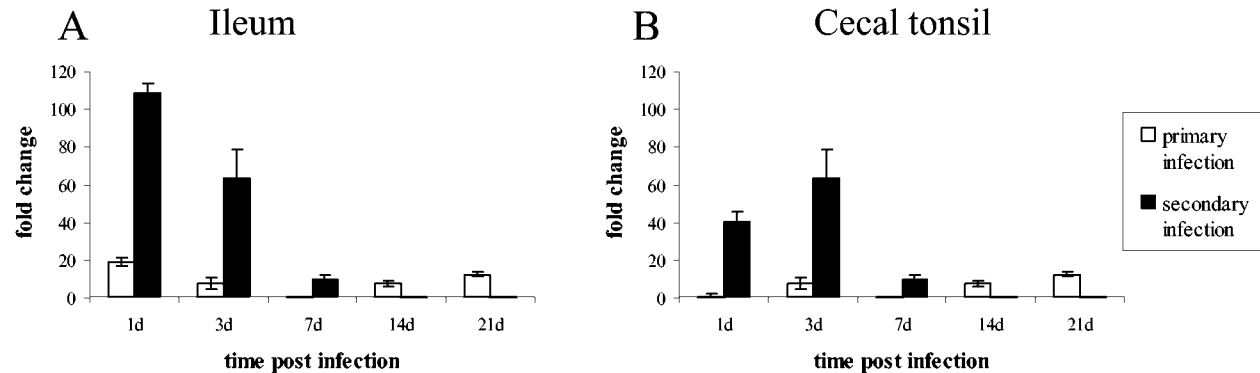 A Ileum
fold change
120
100
80
60
40
20
0
1d 3d 7d 14d 21d
time post infection
B Cecal tonsil
fold change
120
100
80
60
40
20
0
1d 3d 7d 14d 21d
time post infection
primary
infection
secondary
infection